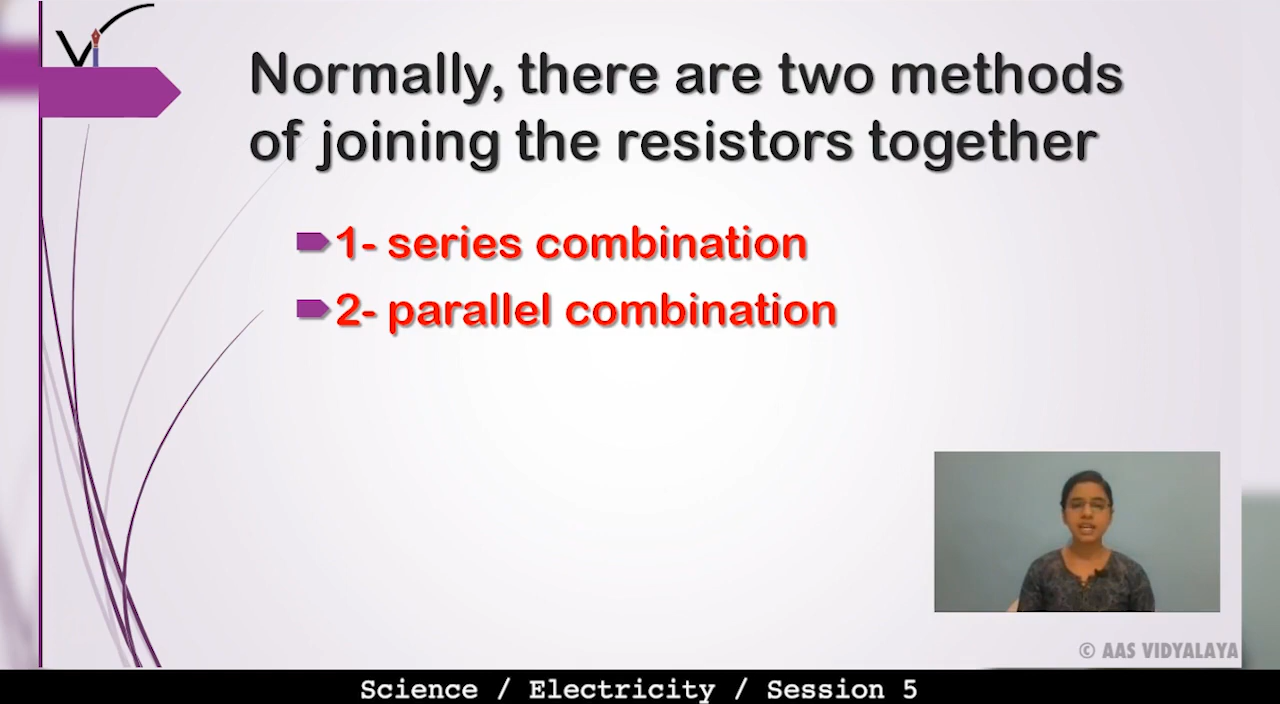 Normally, there are two methods
of joining the resistors together
1- series combination
2- parallel combination
© AAS VIDYALAYA
Science / Electricity / Session 5